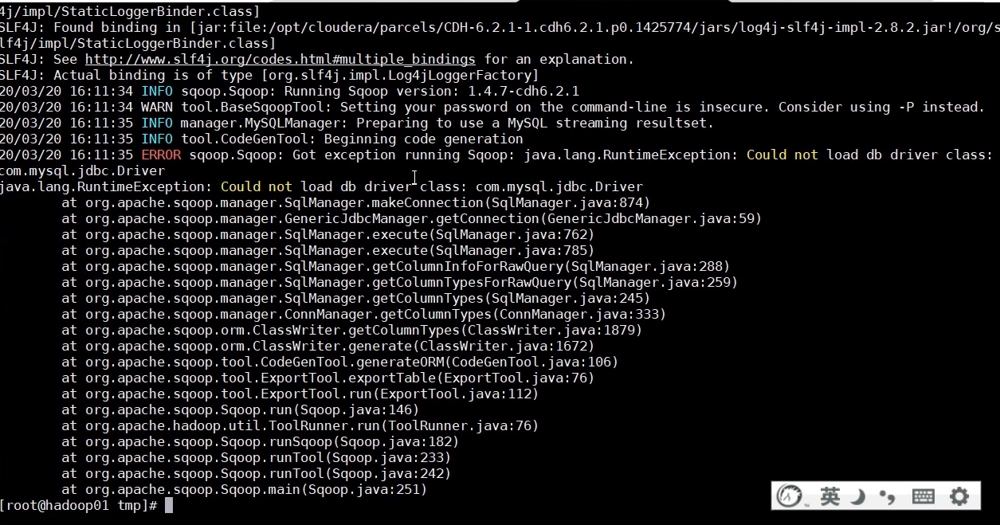 4j/impl/StaticLoggerBinder.class]
SLF4J: Found binding in [jar:file:/opt/cloudera/parcels/CDH-6.2.1-1.cdh6.2.1.p0.1425774/jars/log4j-slf4j-impl-2.8.2.jar!/org/s
lf4j/impl/StaticLoggerBinder.class]
SLF4J: See http://www.slf4j.org/codes.html#multiple_bindings for an explanation.
SLF4J: Actual binding is of type [org.slf4j.impl.Log4jLoggerFactory]
20/03/20 16:11:34 INFO sqoop.Sqoop: Running Sqoop version: 1.4.7-cdh6.2.1
20/03/20 16:11:34 WARN tool.BaseSqoopTool: Setting your password on the command-line is insecure. Consider using -P instead.
20/03/20 16:11:35 INFO manager.MySQLManager: Preparing to use a MySQL streaming resultset.
20/03/20 16:11:35 INFO tool.CodeGenTool: Beginning code generation
20/03/20 16:11:35 ERROR sqoop.Sqoop: Got exception running Sqoop: java.lang.RuntimeException: Could not load db driver class:
com.mysql.jdbc.Driver
java.lang.RuntimeException: Could not load db driver class: com.mysql.jdbc.Driver
at org.apache.sqoop.manager.SqlManager.makeConnection(SqlManager.java:874)
at org.apache.sqoop.manager.GenericJdbcManager.getConnection(GenericJdbcManager.java:59)
at org.apache.sqoop.manager.SqlManager.execute(SqlManager.java:762)
at org.apache.sqoop.manager.SqlManager.execute(SqlManager.java:785)
at org.apache.sqoop.manager.SqlManager.getColumnInfoForRawQuery(SqlManager.java:288)
at org.apache.sqoop.manager.SqlManager.getColumnTypesForRawQuery(SqlManager.java:259)
at org.apache.sqoop.manager.SqlManager.getColumnTypes(SqlManager.java:245)
at org.apache.sqoop.manager.ConnManager.getColumnTypes(ConnManager.java:333)
at org.apache.sqoop.orm.ClassWriter.getColumnTypes(ClassWriter.java:1879)
at org.apache.sqoop.orm.ClassWriter.generate(ClassWriter.java:1672)
at org.apache.sqoop.tool.CodeGenTool.generateORM(CodeGenTool.java:106)
at org.apache.sqoop.tool.ExportTool.exportTable(ExportTool.java:76)
at org.apache.sqoop.tool.ExportTool.run(ExportTool.java:112)
at org.apache.sqoop.Sqoop.run(Sqoop.java:146)
at org.apache.hadoop.util.ToolRunner.run(ToolRunner.java:76)
at org.apache.sqoop.Sqoop.runSqoop(Sqoop.java:182)
at org.apache.sqoop.Sqoop.runTool(Sqoop.java:233)
at org.apache.sqoop.Sqoop.runTool(Sqoop.java:242)
at org.apache.sqoop.Sqoop.main(Sqoop.java:251)
[root@hadoop01 tmp]#
英